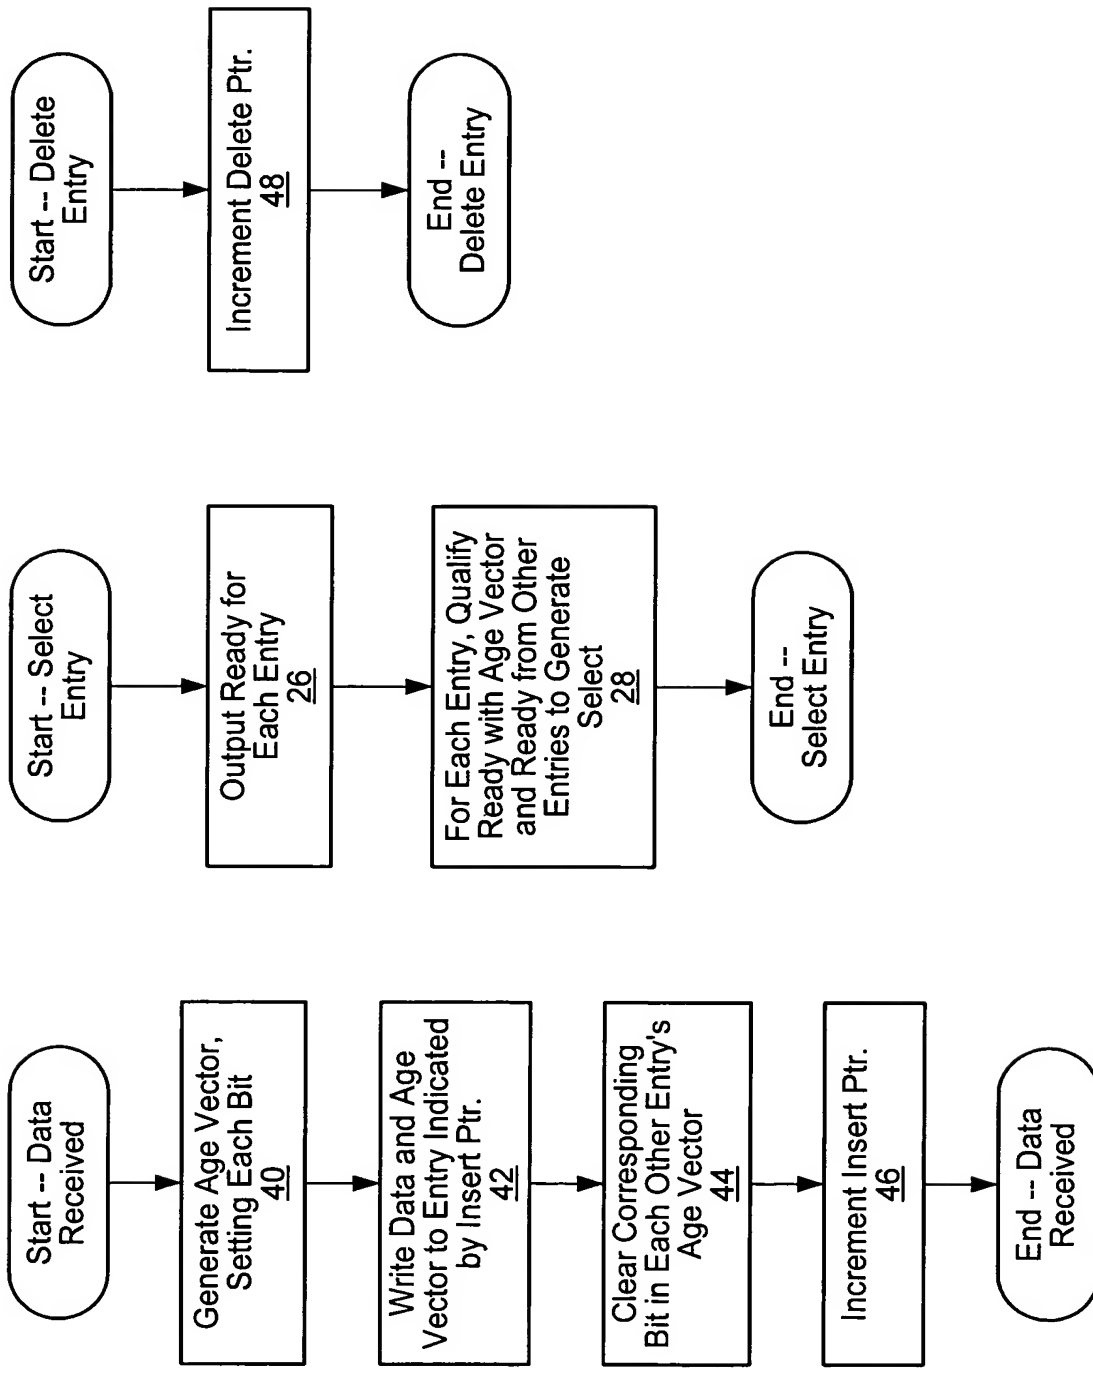 Start -- Data
Received
Generate Age Vector,
Setting Each Bit
40
Write Data and Age
Vector to Entry Indicated
by Insert Ptr.
42
Clear Corresponding
Bit in Each Other Entry's
Age Vector
44
Increment Insert Ptr.
46
End -- Data
Received
Start -- Select
Entry
Output Ready for
Each Entry
26
For Each Entry, Qualify
Ready with Age Vector
and Ready from Other
Entries to Generate
Select
28
End --
Select Entry
Start -- Delete
Entry
Increment Delete Ptr.
48
End --
Delete Entry